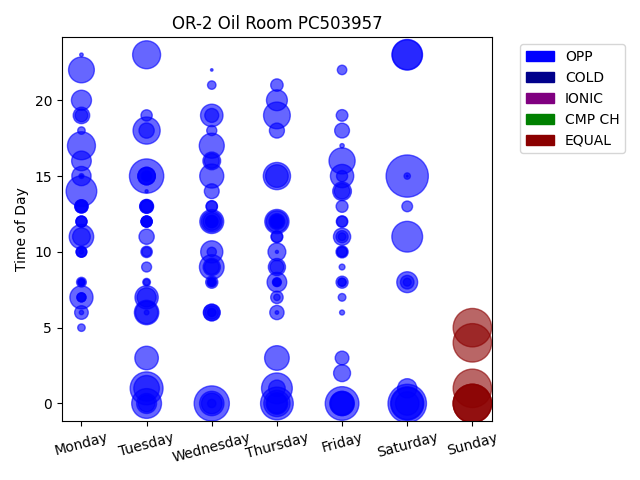 OR-2 Oil Room PC503957
OPP
COLD
IONIC
CMP CH
EQUAL
Time of Day
20
15
10
5
0
Monday
Tuesday
Wednesday
Thursday
Friday
Saturday
Sunday